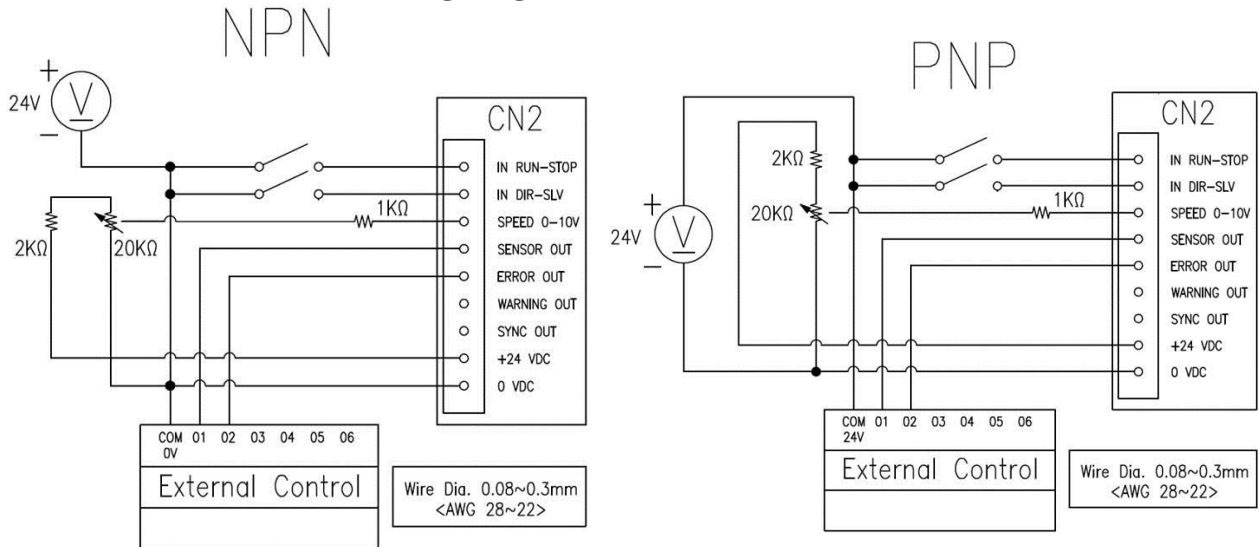 NPN
+
24V
V
−
CN2
IN RUN-STOP
IN DIR-SLV
1KΩ
SPEED 0-10V
2KΩ
20KΩ
SENSOR OUT
ERROR OUT
WARNING OUT
SYNC OUT
+24 VDC
0 VDC
COM 01 02 03 04 05 06
0V
External Control
Wire Dia. 0.08~0.3mm
<AWG 28~22>
PNP
CN2
2KΩ
IN RUN-STOP
IN DIR-SLV
1KΩ
20KΩ
SPEED 0-10V
+
24V
V
−
SENSOR OUT
ERROR OUT
WARNING OUT
SYNC OUT
+24 VDC
0 VDC
COM 01 02 03 04 05 06
24V
External Control
Wire Dia. 0.08~0.3mm
<AWG 28~22>